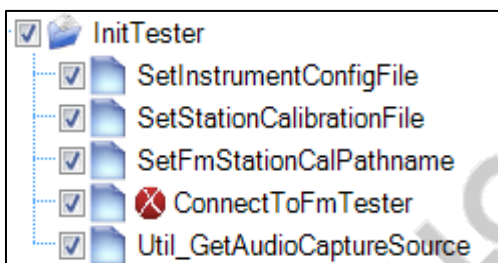 InitTester
SetInstrumentConfigFile
SetStationCalibrationFile
SetFmStationCalPathname
ConnectToFmTester
Util_GetAudioCaptureSource